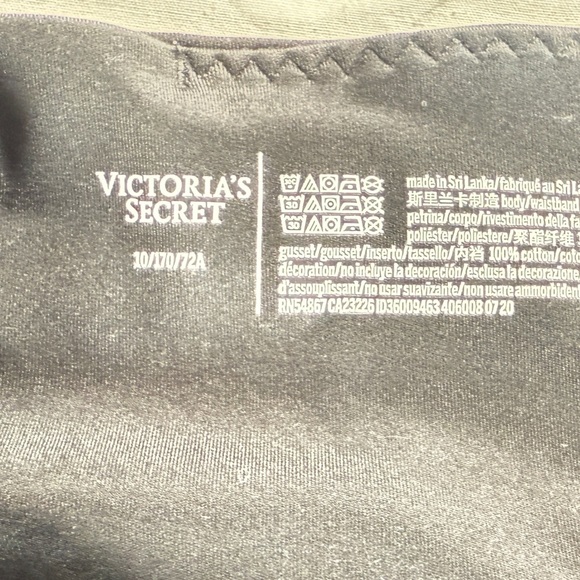 VICTORIA'S
SECRET
10/170/72A
made in Sri Lanka/fabriqué au Sri L
斯里兰卡制造 body/waistband
petrina/corpo/rivestimento della fa
poliéster/poliestere/聚酯纤维
gusset/gousset/inserto/tassello/内裆 100% cotton/coto
décoration/no incluye la decoración/esclusa la decorazione
d'assouplissant/no usar suavizante/non usare ammorbident
RN54867 CA23226 ID36009463 406008 07 20